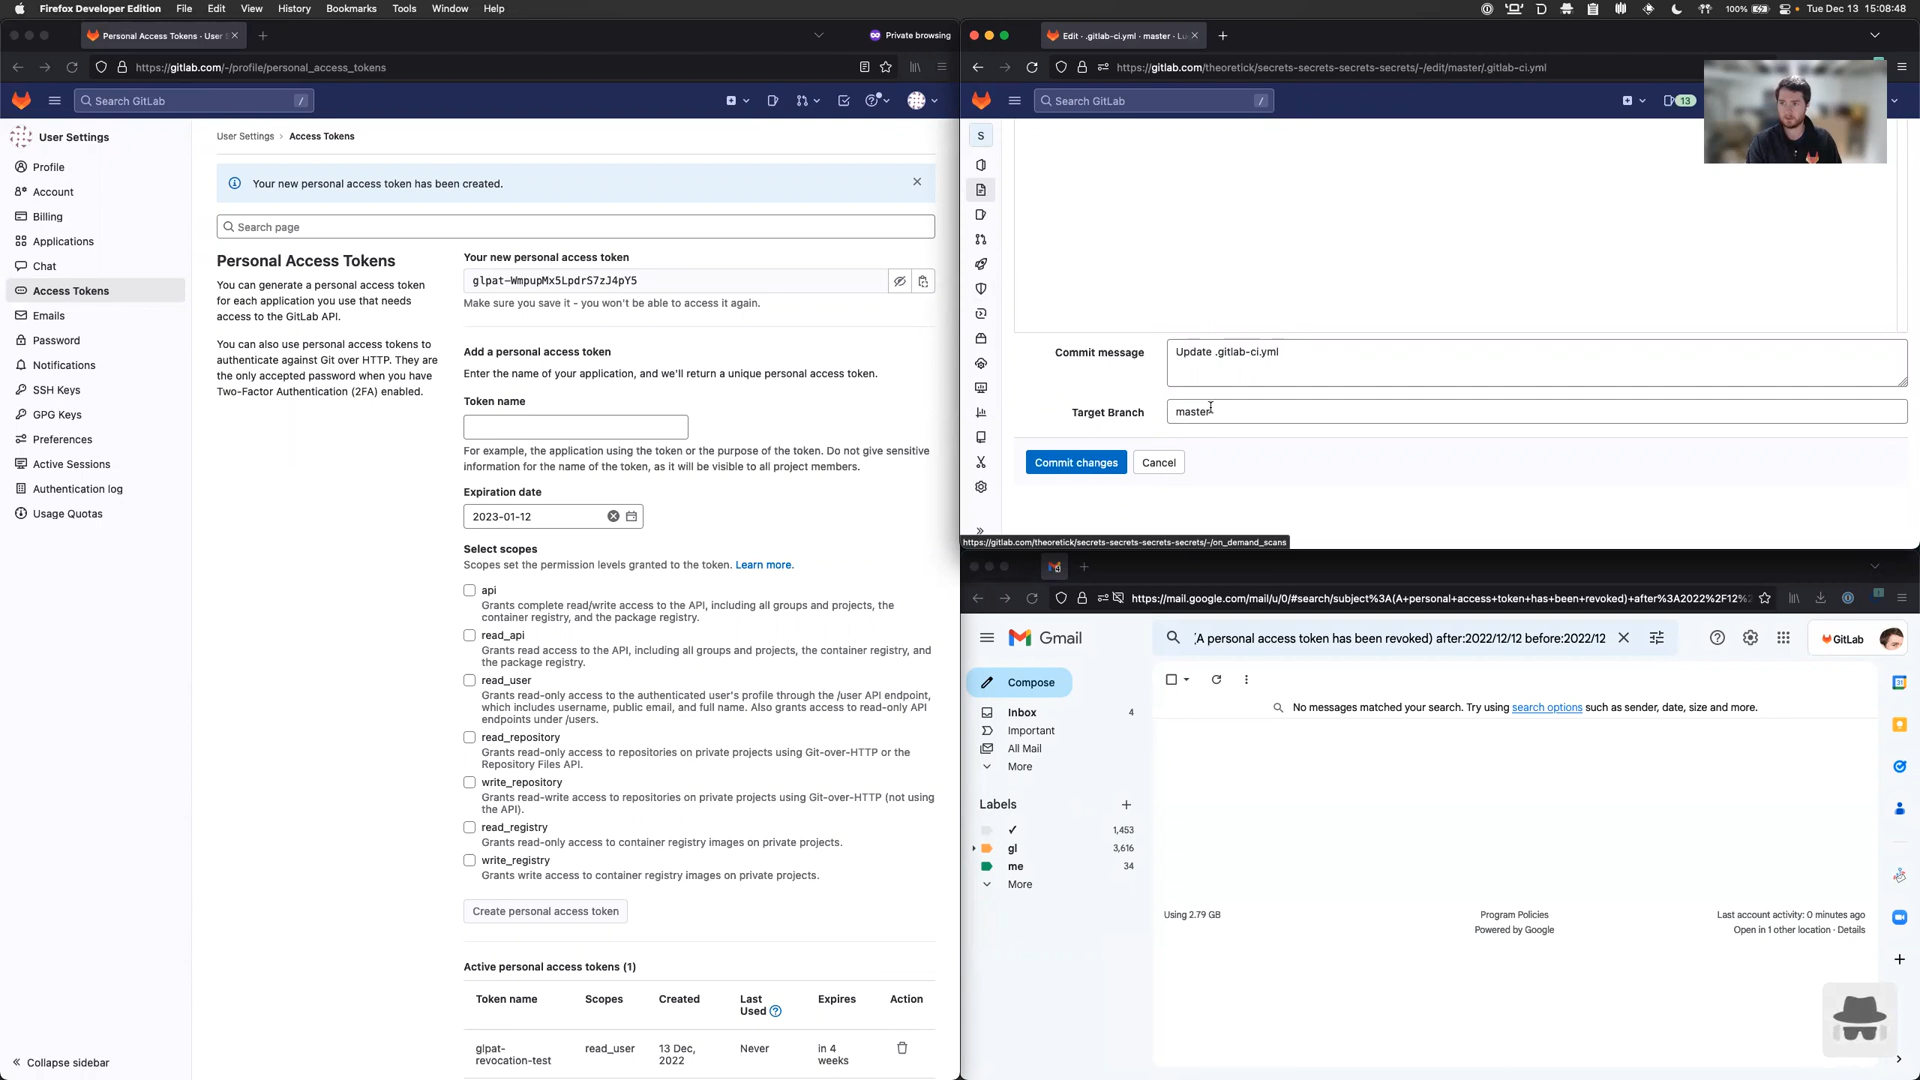 Firefox Developer Edition File Edit View History Bookmarks Tools Window Help
100% Tue Dec 13 15:08:48
Personal Access Tokens · User S
Private browsing
https://gitlab.com/-/profile/personal_access_tokens
Search GitLab /
User Settings
Profile
Account
Billing
Applications
Chat
Access Tokens
Emails
Password
Notifications
SSH Keys
GPG Keys
Preferences
Active Sessions
Authentication log
Usage Quotas
Collapse sidebar
User Settings › Access Tokens
Your new personal access token has been created.
Search page
Personal Access Tokens
You can generate a personal access token
for each application you use that needs
access to the GitLab API.
You can also use personal access tokens to
authenticate against Git over HTTP. They are
the only accepted password when you have
Two-Factor Authentication (2FA) enabled.
Your new personal access token
glpat-WmpupMx5LpdrS7zJ4pY5
Make sure you save it - you won't be able to access it again.
Add a personal access token
Enter the name of your application, and we'll return a unique personal access token.
Token name
For example, the application using the token or the purpose of the token. Do not give sensitive
information for the name of the token, as it will be visible to all project members.
Expiration date
2023-01-12
Select scopes
Scopes set the permission levels granted to the token. Learn more.
api
Grants complete read/write access to the API, including all groups and projects, the
container registry, and the package registry.
read_api
Grants read access to the API, including all groups and projects, the container registry, and
the package registry.
read_user
Grants read-only access to the authenticated user's profile through the /user API endpoint,
which includes username, public email, and full name. Also grants access to read-only API
endpoints under /users.
read_repository
Grants read-only access to repositories on private projects using Git-over-HTTP or the
Repository Files API.
write_repository
Grants read-write access to repositories on private projects using Git-over-HTTP (not using
the API).
read_registry
Grants read-only access to container registry images on private projects.
write_registry
Grants write access to container registry images on private projects.
Create personal access token
Active personal access tokens (1)
Token name Scopes Created Last Used Expires Action
glpat-revocation-test read_user 13 Dec, 2022 Never in 4 weeks
Edit · .gitlab-ci.yml · master · Lu
https://gitlab.com/theoretick/secrets-secrets-secrets-secrets/-/edit/master/.gitlab-ci.yml
Search GitLab /
13
S
Commit message
Update .gitlab-ci.yml
Target Branch
master
Commit changes Cancel
https://gitlab.com/theoretick/secrets-secrets-secrets-secrets/-/on_demand_scans
https://mail.google.com/mail/u/0/#search/subject%3A(A+personal+access+token+has+been+revoked)+after%3A2022%2F12%2
Gmail
'A personal access token has been revoked) after:2022/12/12 before:2022/12
GitLab
Compose
Inbox 4
Important
All Mail
More
Labels
✓ 1,453
gl 3,616
me 34
More
No messages matched your search. Try using search options such as sender, date, size and more.
Using 2.79 GB
Program Policies
Powered by Google
Last account activity: 0 minutes ago
Open in 1 other location · Details